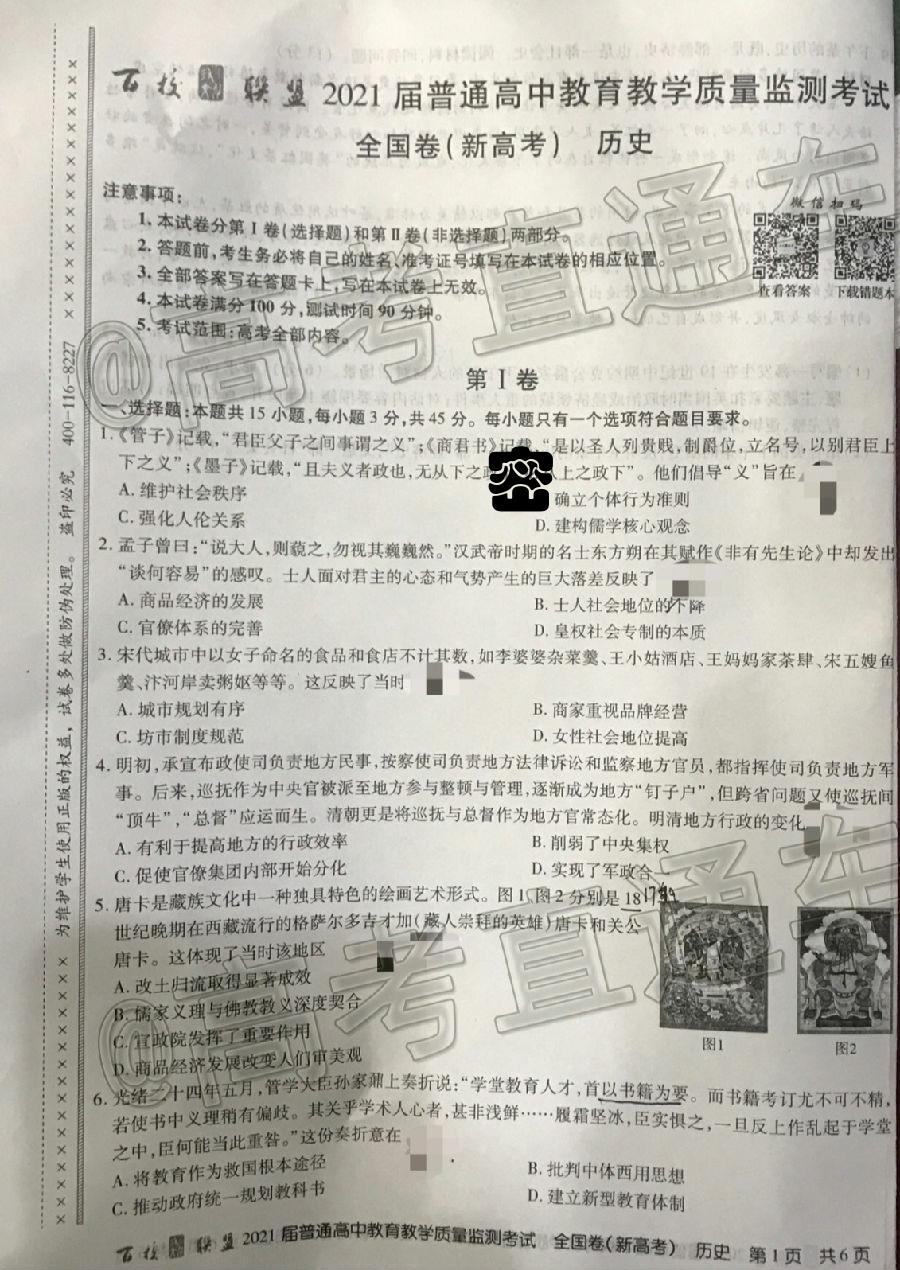 百校联盟 2021 届普通高中教育教学质量监测考试
全国卷(新高考) 历史
注意事项:
1. 本试卷分第Ⅰ卷(选择题)和第Ⅱ卷(非选择题)两部分。
2. 答题前,考生务必将自己的姓名、准考证号填写在本试卷的相应位置。
3. 全部答案写在答题卡上,写在本试卷上无效。
4. 本试卷满分 100 分,测试时间 90 分钟。
5. 考试范围:高考全部内容。
微信扫码
查看答案 下载错题本
第Ⅰ卷
一、选择题:本题共 15 小题,每小题 3 分,共 45 分。每小题只有一个选项符合题目要求。
1.《管子》记载,“君臣父子之间事谓之义”;《商君书》记载,“是以圣人列贵贱,制爵位,立名号,以别君臣上
下之义”;《墨子》记载,“且夫义者政也,无从下之政 上之政下”。他们倡导“义”旨在
A. 维护社会秩序 确立个体行为准则
C. 强化人伦关系 D. 建构儒学核心观念
2. 孟子曾曰:“说大人,则藐之,勿视其巍巍然。”汉武帝时期的名士东方朔在其赋作《非有先生论》中却发出
“谈何容易”的感叹。士人面对君主的心态和气势产生的巨大落差反映了
A. 商品经济的发展 B. 士人社会地位的下降
C. 官僚体系的完善 D. 皇权社会专制的本质
3. 宋代城市中以女子命名的食品和食店不计其数,如李婆婆杂菜羹、王小姑酒店、王妈妈家茶肆、宋五嫂鱼
羹、汴河岸卖粥妪等等。这反映了当时
A. 城市规划有序 B. 商家重视品牌经营
C. 坊市制度规范 D. 女性社会地位提高
4. 明初,承宣布政使司负责地方民事,按察使司负责地方法律诉讼和监察地方官员,都指挥使司负责地方军
事。后来,巡抚作为中央官被派至地方参与整顿与管理,逐渐成为地方“钉子户”,但跨省问题又使巡抚间
“顶牛”,“总督”应运而生。清朝更是将巡抚与总督作为地方官常态化。明清地方行政的变化
A. 有利于提高地方的行政效率 B. 削弱了中央集权
C. 促使官僚集团内部开始分化 D. 实现了军政合一
5. 唐卡是藏族文化中一种独具特色的绘画艺术形式。图 1、图 2 分别是 18
世纪晚期在西藏流行的格萨尔多吉才加(藏人崇拜的英雄)唐卡和关公
唐卡。这体现了当时该地区
A. 改土归流取得显著成效
B. 儒家义理与佛教教义深度契合
C. 宣政院发挥了重要作用
D. 商品经济发展改变人们审美观
图1 图2
6. 光绪二十四年五月,管学大臣孙家鼐上奏折说:“学堂教育人才,首以书籍为要。而书籍考订尤不可不精,
若使书中义理稍有偏歧。其关乎学术人心者,甚非浅鲜……履霜坚冰,臣实惧之,一旦反上作乱起于学堂
之中,臣何能当此重咎。”这份奏折意在
A. 将教育作为救国根本途径 B. 批判中体西用思想
C. 推动政府统一规划教科书 D. 建立新型教育体制
百校联盟 2021 届普通高中教育教学质量监测考试 全国卷(新高考) 历史 第 1 页 共 6 页
为维护学生使用正版的权益,试卷多处做防伪处理。 盗印必究 400-116-8227
@高考直通车
@高考直通车